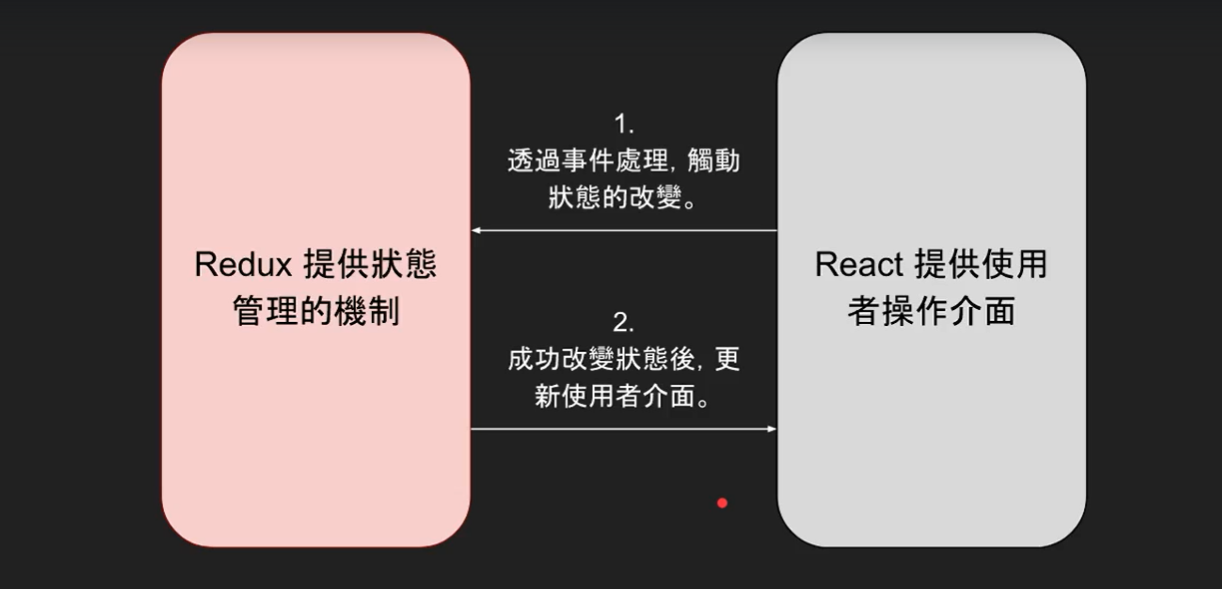 Redux 提供狀態
管理的機制
1.
透過事件處理, 觸動
狀態的改變。
2.
成功改變狀態後, 更
新使用者介面。
React 提供使用
者操作介面